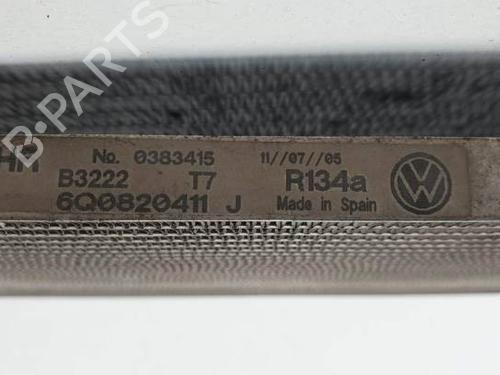 B-PARTS
No. 0383415 11//07//05
B3222 T7 R134a
6Q0820411 J Made in Spain